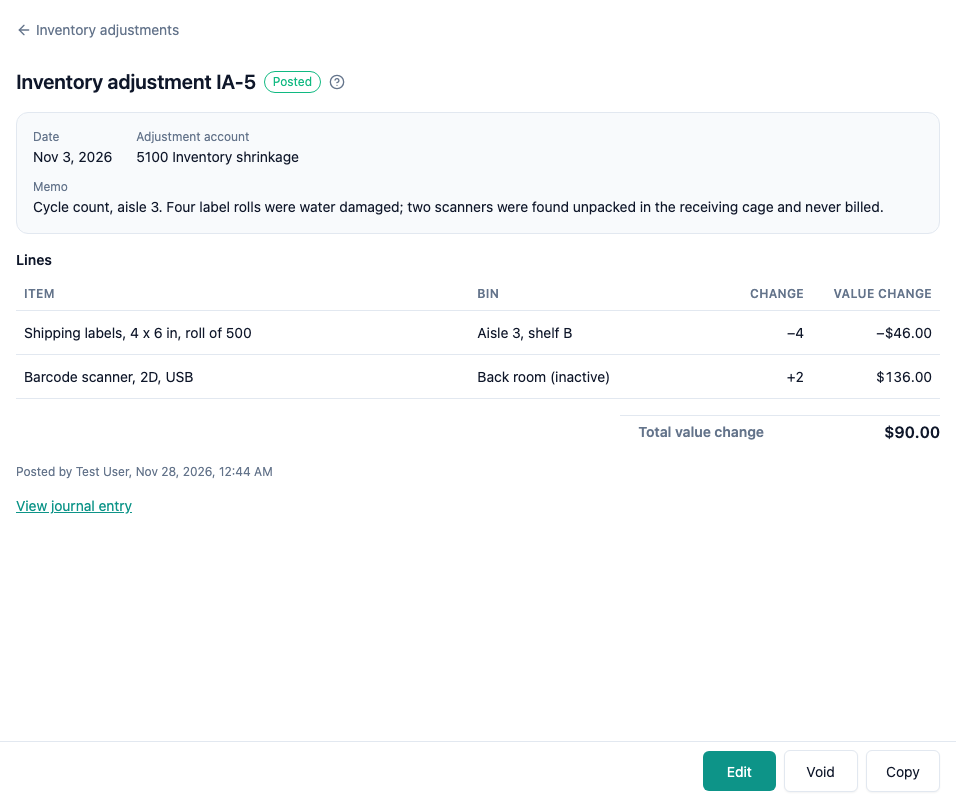 Inventory adjustments
Inventory adjustment IA-5 Posted
Date Adjustment account
Nov 3, 2026 5100 Inventory shrinkage
Memo
Cycle count, aisle 3. Four label rolls were water damaged; two scanners were found unpacked in the receiving cage and never billed.
Lines
ITEM BIN CHANGE VALUE CHANGE
Shipping labels, 4 x 6 in, roll of 500 Aisle 3, shelf B −4 −$46.00
Barcode scanner, 2D, USB Back room (inactive) +2 $136.00
Total value change $90.00
Posted by Test User, Nov 28, 2026, 12:44 AM
View journal entry
Edit Void Copy